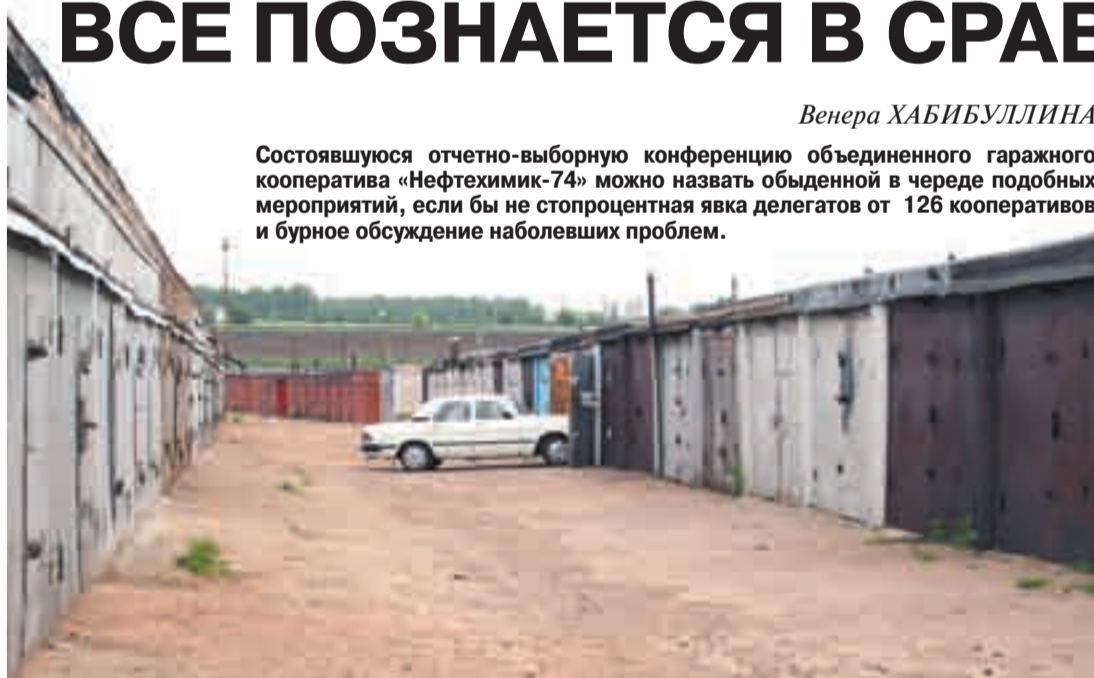 ВСЕ ПОЗНАЕТСЯ В СРАВ
Венера ХАБИБУЛЛИНА
Состоявшуюся отчетно-выборную конференцию объединенного гаражного
кооператива «Нефтехимик-74» можно назвать обыденной в череде подобных
мероприятий, если бы не стопроцентная явка делегатов от 126 кооперативов
и бурное обсуждение наболевших проблем.